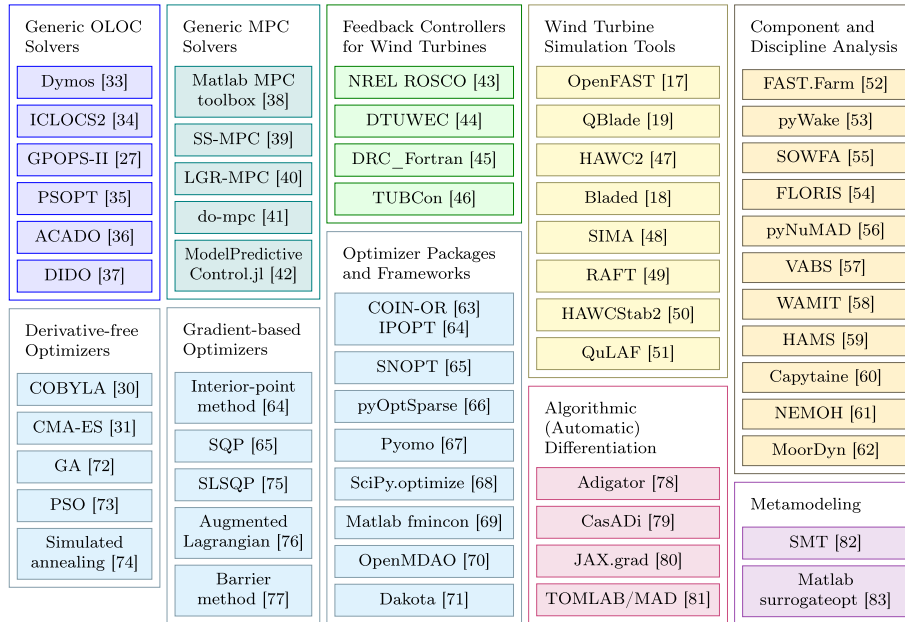 Generic OLOC
Solvers
Dymos [33]
ICLOCS2 [34]
GPOPS-II [27]
PSOPT [35]
ACADO [36]
DIDO [37]
Generic MPC
Solvers
Matlab MPC
toolbox [38]
SS-MPC [39]
LGR-MPC [40]
do-mpc [41]
ModelPredictive
Control.jl [42]
Feedback Controllers
for Wind Turbines
NREL ROSCO [43]
DTUWEC [44]
DRC_Fortran [45]
TUBCon [46]
Wind Turbine
Simulation Tools
OpenFAST [17]
QBlade [19]
HAWC2 [47]
Bladed [18]
SIMA [48]
RAFT [49]
HAWCStab2 [50]
QuLAF [51]
Component and
Discipline Analysis
FAST.Farm [52]
pyWake [53]
SOWFA [55]
FLORIS [54]
pyNuMAD [56]
VABS [57]
WAMIT [58]
HAMS [59]
Capytaine [60]
NEMOH [61]
MoorDyn [62]
Derivative-free
Optimizers
COBYLA [30]
CMA-ES [31]
GA [72]
PSO [73]
Simulated
annealing [74]
Gradient-based
Optimizers
Interior-point
method [64]
SQP [65]
SLSQP [75]
Augmented
Lagrangian [76]
Barrier
method [77]
Optimizer Packages
and Frameworks
COIN-OR [63]
IPOPT [64]
SNOPT [65]
pyOptSparse [66]
Pyomo [67]
SciPy.optimize [68]
Matlab fmincon [69]
OpenMDAO [70]
Dakota [71]
Algorithmic
(Automatic)
Differentiation
Adigator [78]
CasADi [79]
JAX.grad [80]
TOMLAB/MAD [81]
Metamodeling
SMT [82]
Matlab
surrogateopt [83]